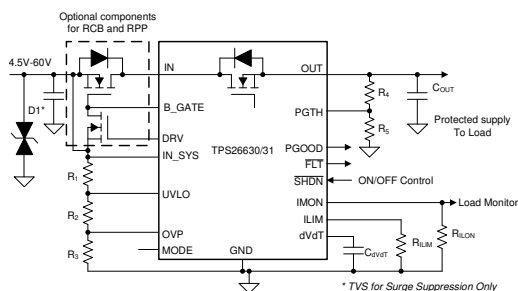 Optional components
for RCB and RPP
4.5V-60V
D1*
IN
OUT
B_GATE
DRV
IN_SYS
UVLO
OVP
MODE
GND
TPS26630/31
PGTH
PGOOD
FLT
SHDN
IMON
ILIM
dVdT
R1
R2
R3
R4
R5
COUT
Protected supply
To Load
ON/OFF Control
Load Monitor
CdVdT
RILIM
RILON
* TVS for Surge Suppression Only